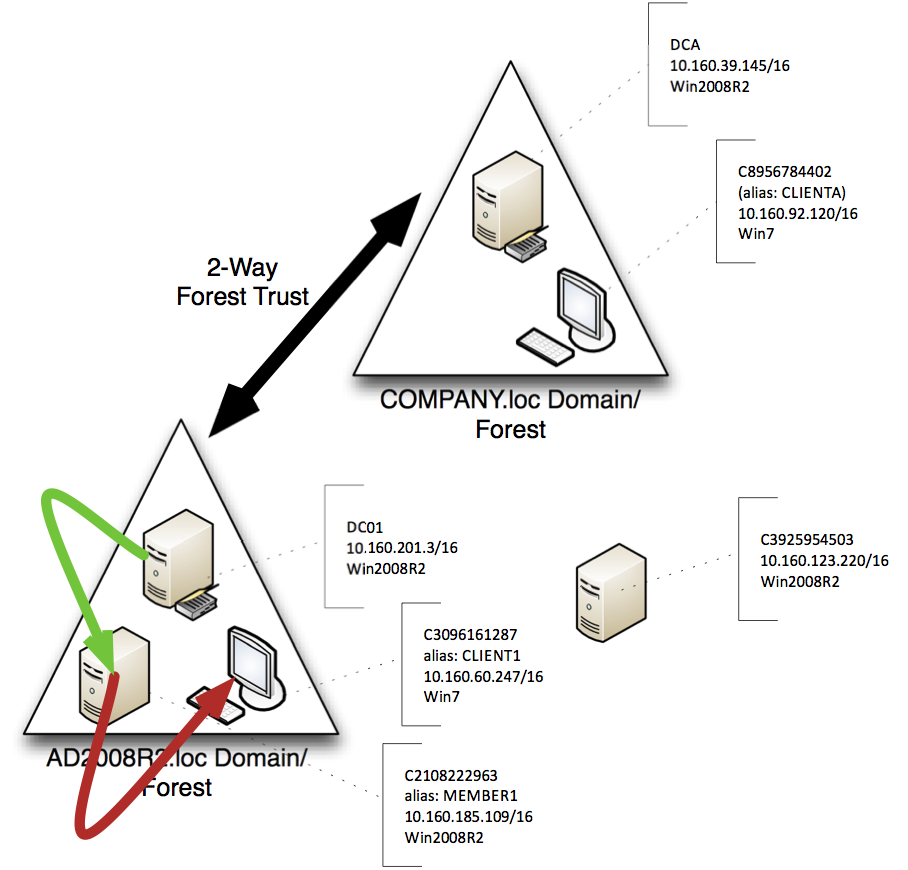 DCA
10.160.39.145/16
Win2008R2
C8956784402
(alias: CLIENTA)
10.160.92.120/16
Win7
2-Way
Forest Trust
COMPANY.loc Domain/
Forest
DC01
10.160.201.3/16
Win2008R2
C3925954503
10.160.123.220/16
Win2008R2
C3096161287
alias: CLIENT1
10.160.60.247/16
Win7
AD2008R2.loc Domain/
Forest
C2108222963
alias: MEMBER1
10.160.185.109/16
Win2008R2